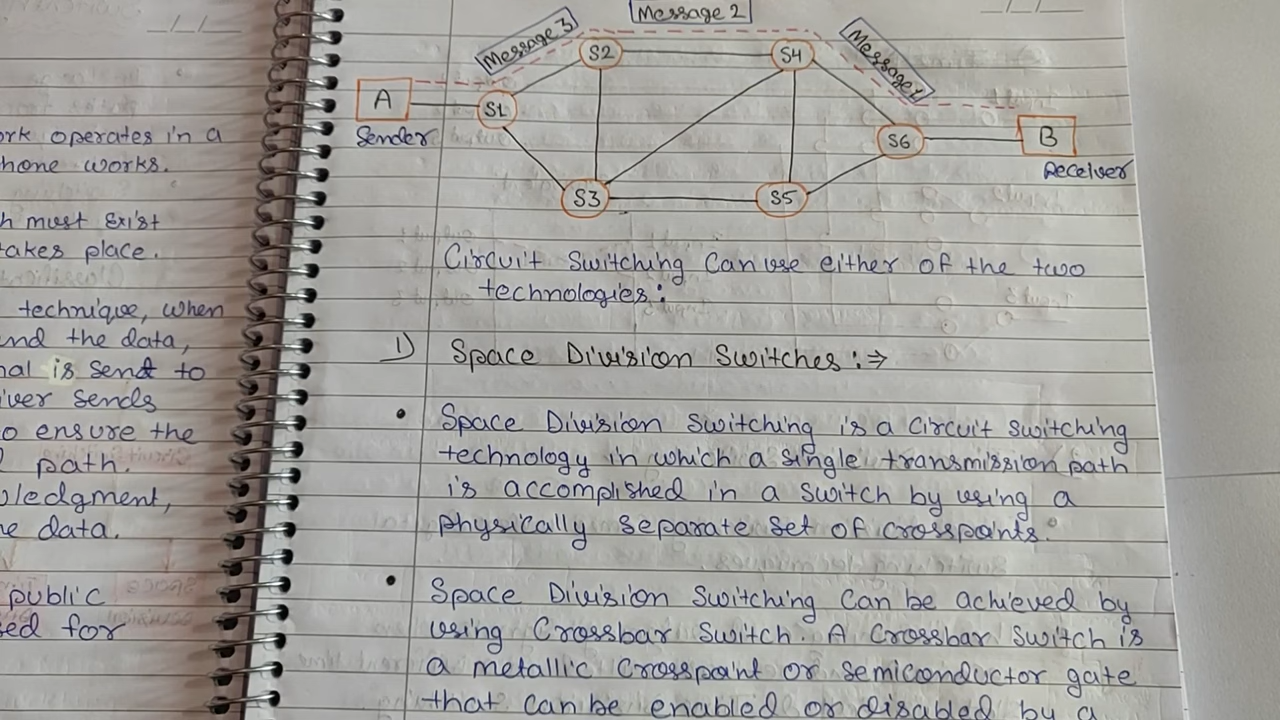 ork operates in a
hone works.
h must Exist
takes place.
technique, when
nd the data,
nal is send to
iver sends
o ensure the
path.
wledgment,
he data.
public
sed for
Message 3
Message 2
Message1
A
Sender
S1
S2
S4
S3
S5
S6
B
Receiver
Circuit Switching Can use either of the two
technologies:
1) Space Division Switches :⇒
• Space Division Switching is a Circuit Switching
technology in which a single transmission path
is accomplished in a switch by using a
physically separate set of crosspoints.
• Space Division Switching Can be achieved by
using Crossbar Switch. A Crossbar Switch is
a metallic Crosspoint or semiconductor gate
that can be enabled or disabled by a